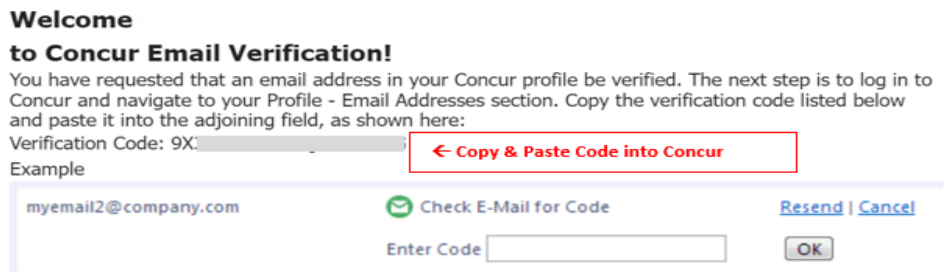 Welcome
to Concur Email Verification!
You have requested that an email address in your Concur profile be verified. The next step is to log in to
Concur and navigate to your Profile - Email Addresses section. Copy the verification code listed below
and paste it into the adjoining field, as shown here:
Verification Code: 9X
← Copy & Paste Code into Concur
Example
myemail2@company.com Check E-Mail for Code Resend | Cancel
Enter Code OK